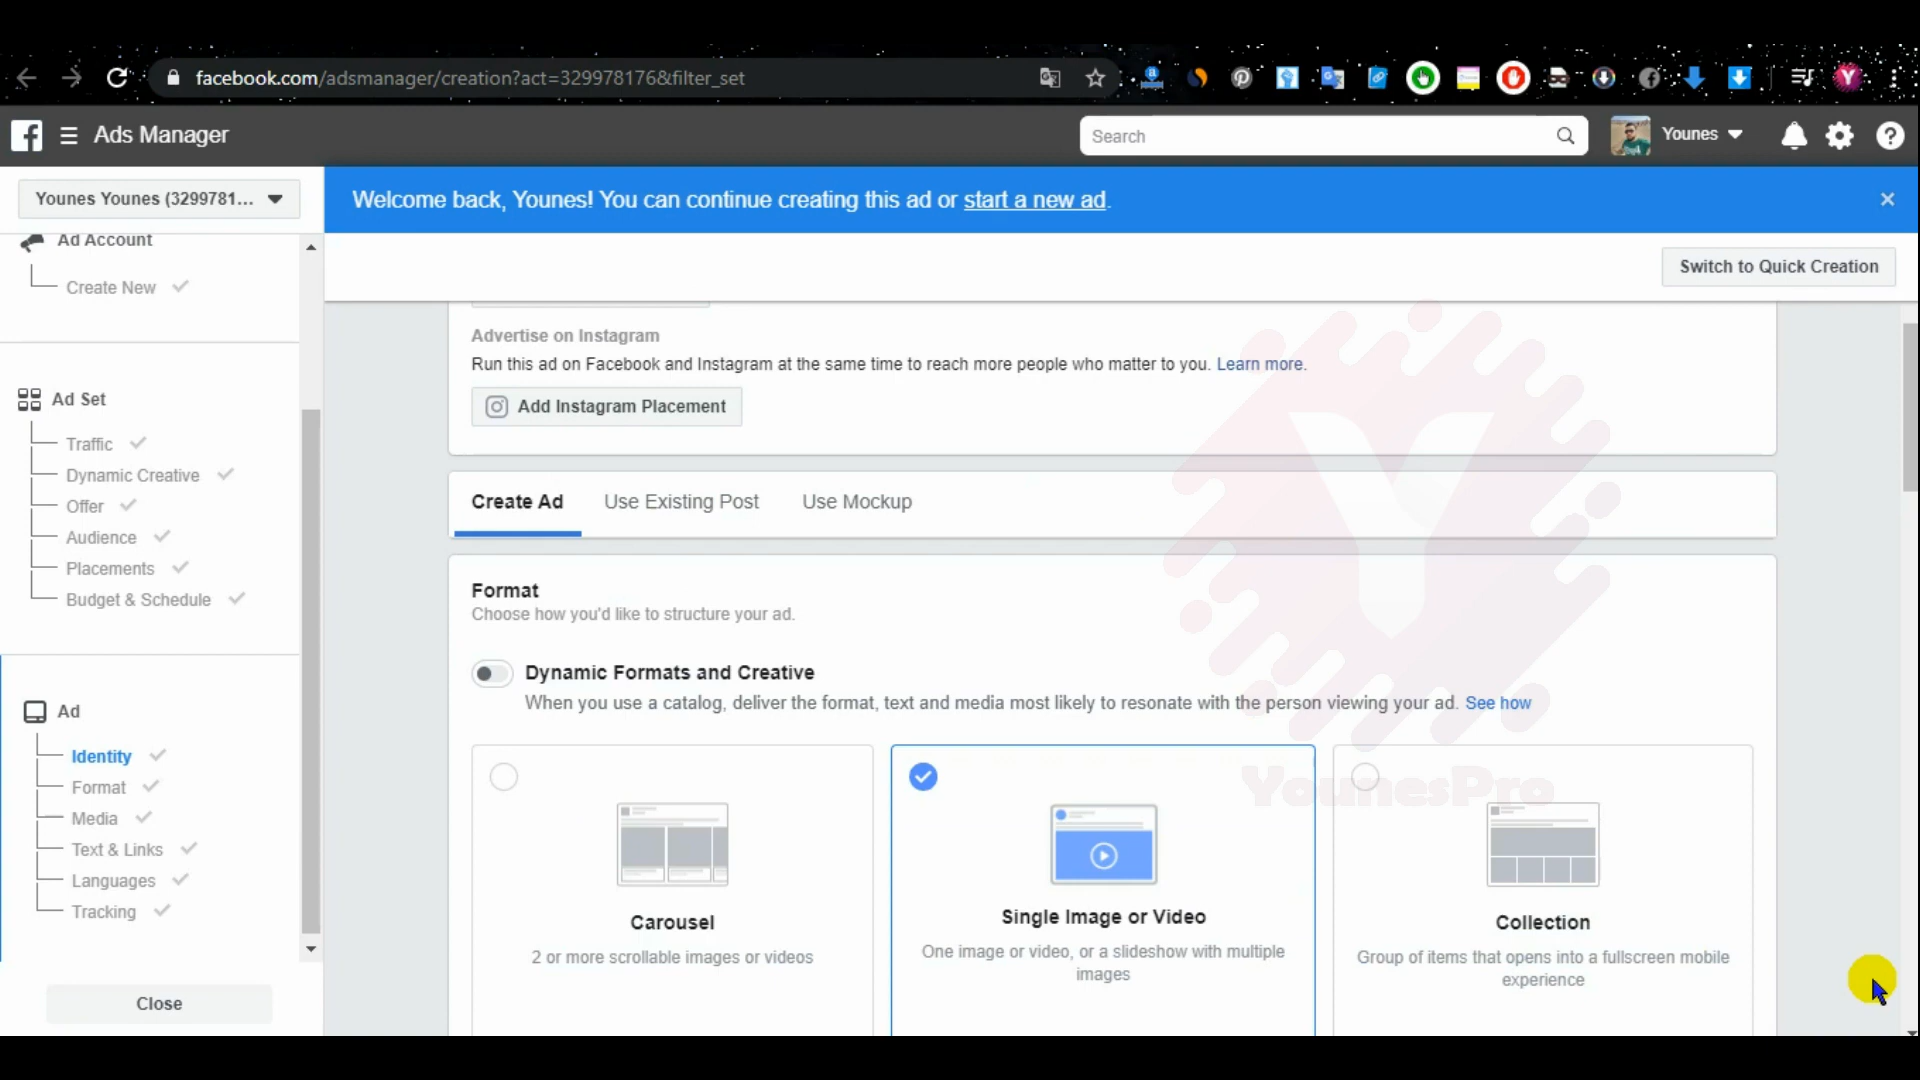 facebook.com/adsmanager/creation?act=329978176&filter_set
Ads Manager
Search
Younes
Younes Younes (3299781...
Welcome back, Younes! You can continue creating this ad or start a new ad.
Switch to Quick Creation
Ad Account
Create New
Ad Set
Traffic
Dynamic Creative
Offer
Audience
Placements
Budget & Schedule
Ad
Identity
Format
Media
Text & Links
Languages
Tracking
Close
Advertise on Instagram
Run this ad on Facebook and Instagram at the same time to reach more people who matter to you. Learn more.
Add Instagram Placement
Create Ad
Use Existing Post
Use Mockup
Format
Choose how you'd like to structure your ad.
Dynamic Formats and Creative
When you use a catalog, deliver the format, text and media most likely to resonate with the person viewing your ad. See how
Carousel
2 or more scrollable images or videos
Single Image or Video
One image or video, or a slideshow with multiple
images
Collection
Group of items that opens into a fullscreen mobile
experience
YounesPro